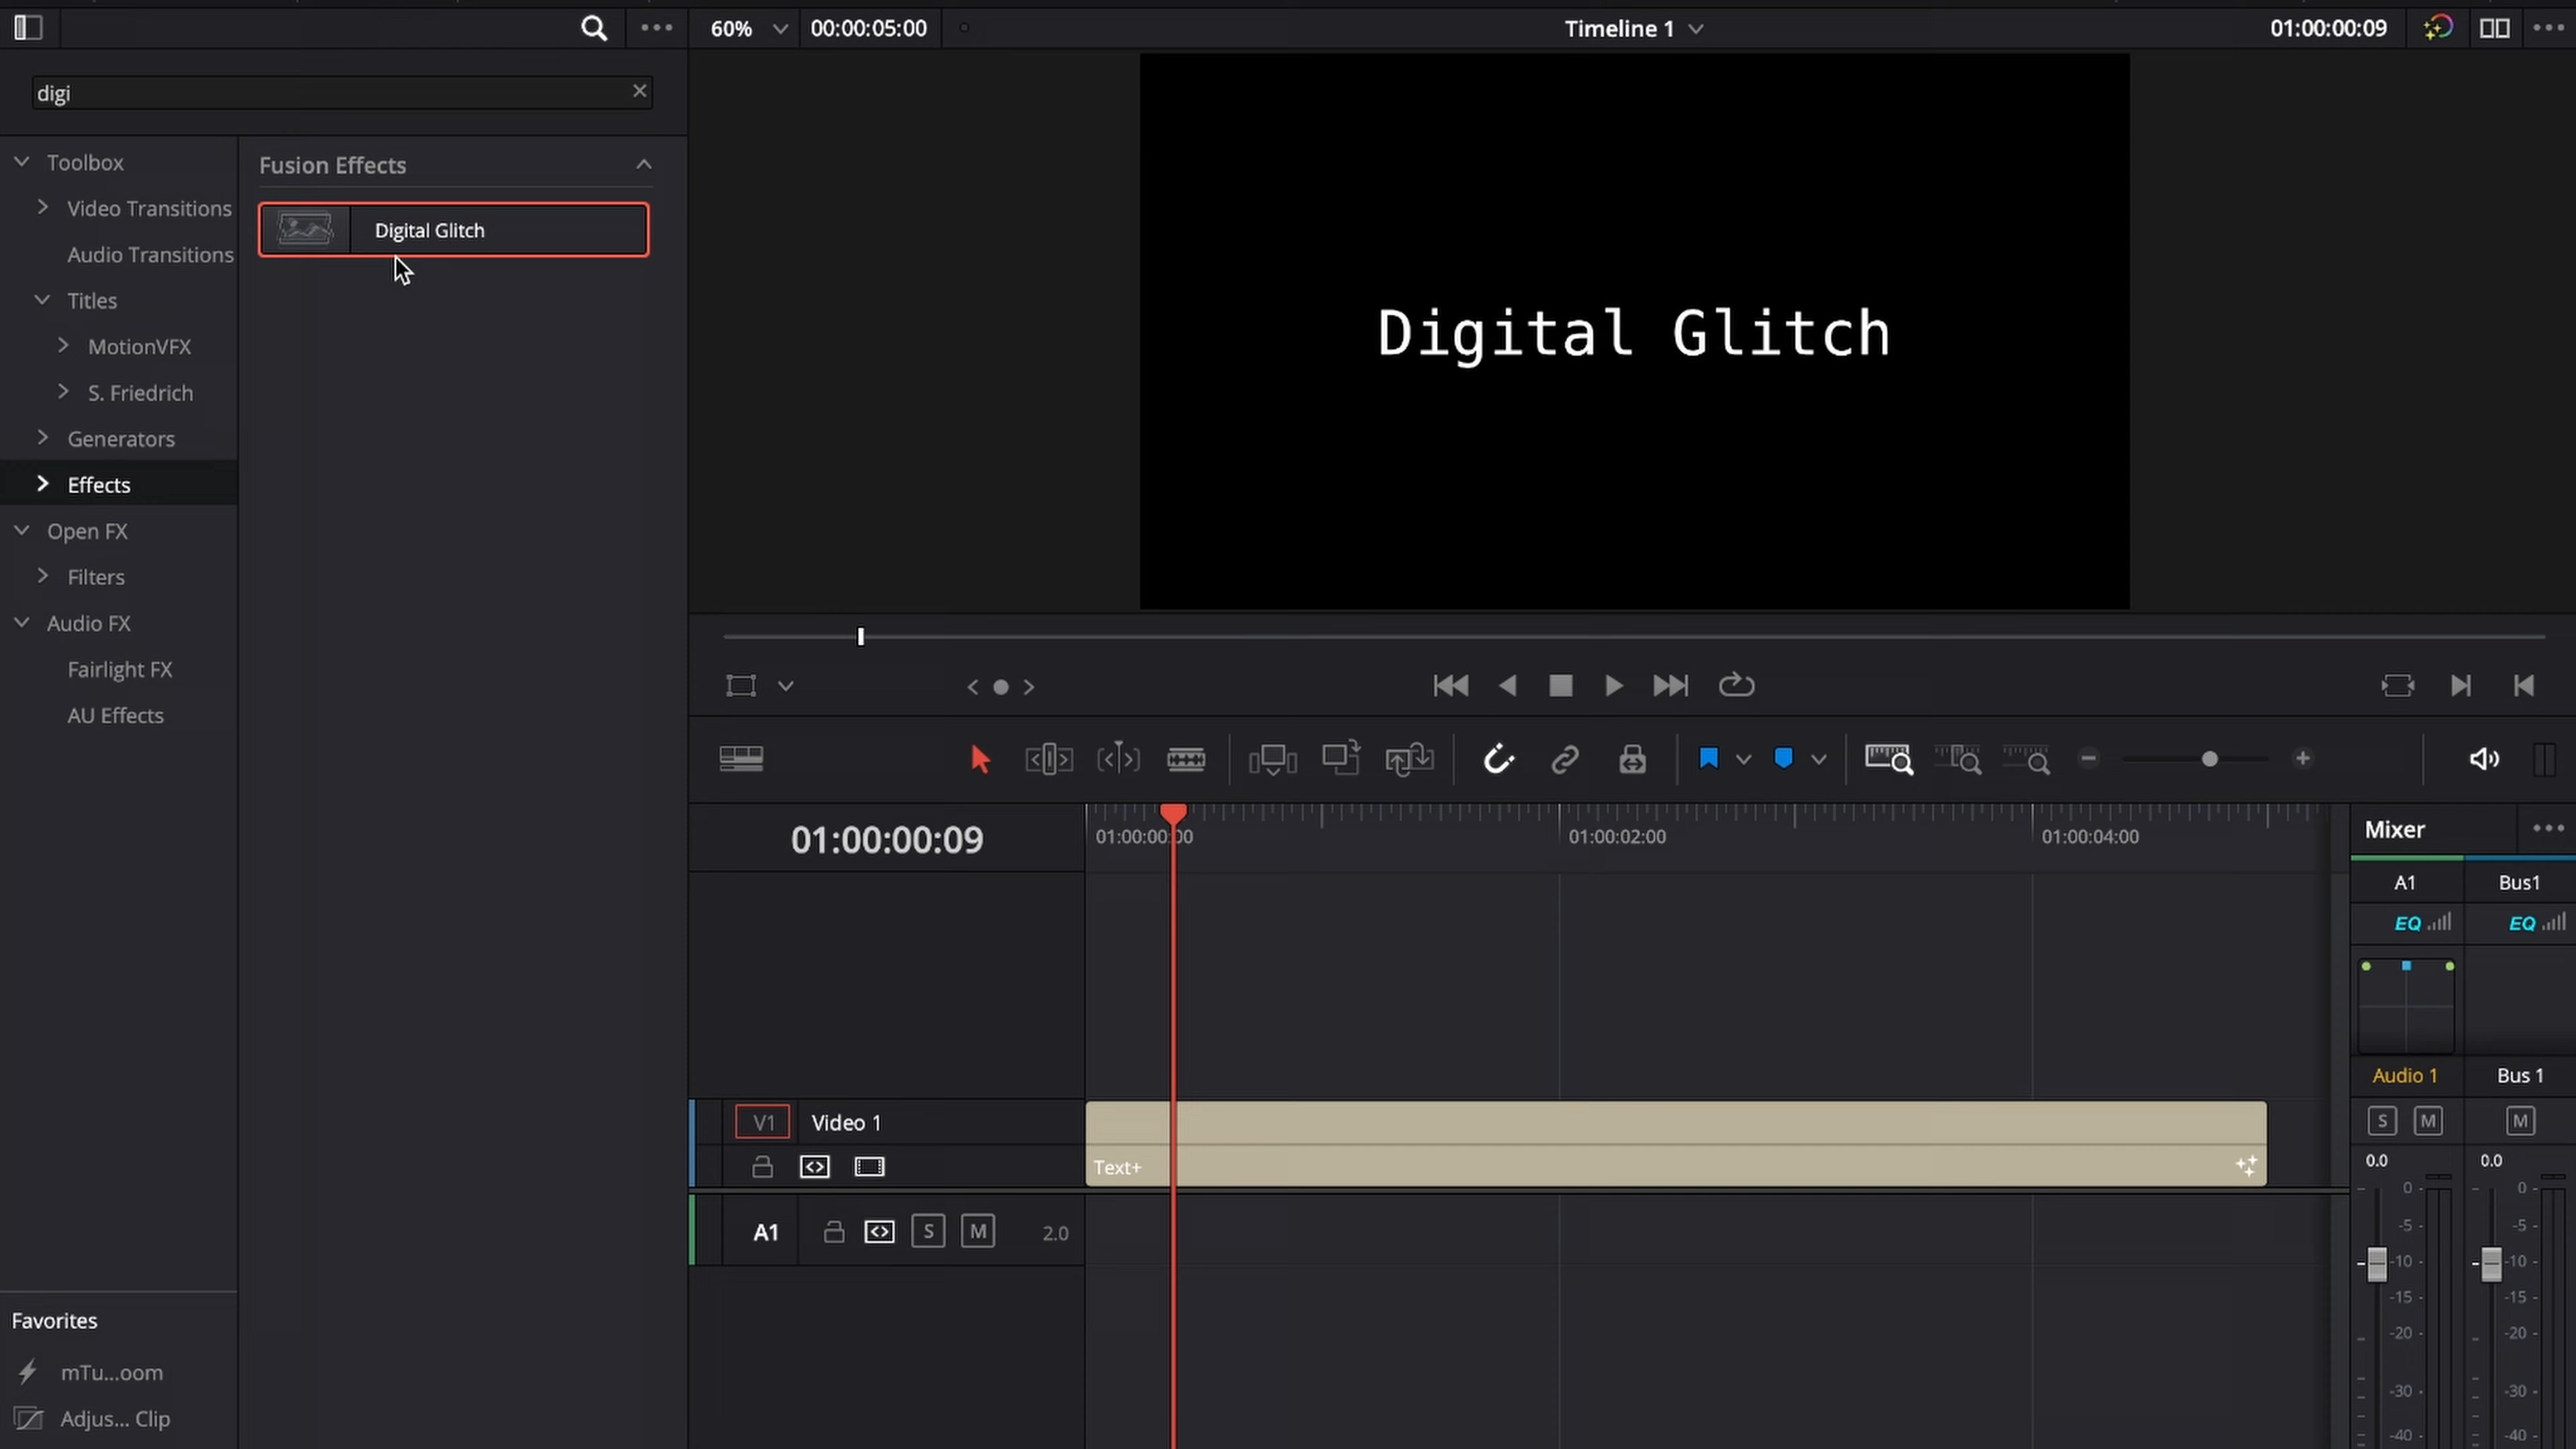 60%
00:00:05:00
Timeline 1
01:00:00:09
digi
Toolbox
Video Transitions
Audio Transitions
Titles
MotionVFX
S. Friedrich
Generators
Effects
Open FX
Filters
Audio FX
Fairlight FX
AU Effects
Favorites
mTu...oom
Adjus... Clip
Fusion Effects
Digital Glitch
Digital Glitch
01:00:00:09
01:00:00:00
01:00:02:00
01:00:04:00
V1
Video 1
Text+
A1
S
M
2.0
Mixer
A1
Bus1
EQ
EQ
Audio 1
Bus 1
S
M
M
0.0
0.0
0
0
-5
-5
-10
-10
-15
-15
-20
-20
-30
-30
-40
-40